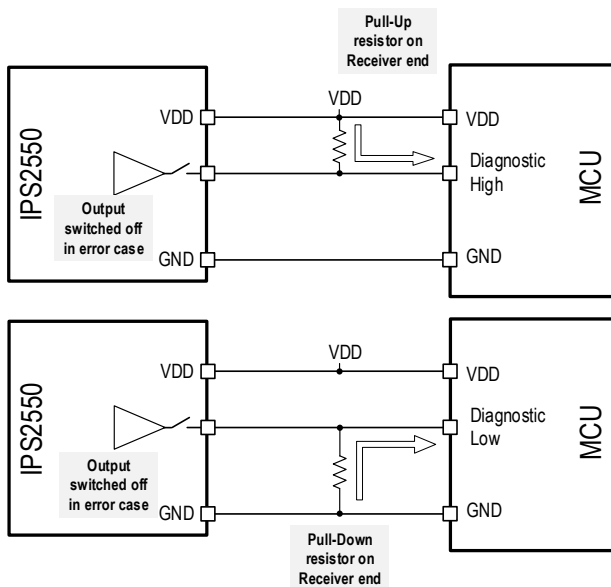 Pull-Up
resistor on
Receiver end
IPS2550
VDD
VDD
VDD
MCU
Diagnostic
High
Output
switched off
in error case
GND
GND
IPS2550
VDD
VDD
VDD
MCU
Diagnostic
Low
Output
switched off
in error case
GND
GND
Pull-Down
resistor on
Receiver end